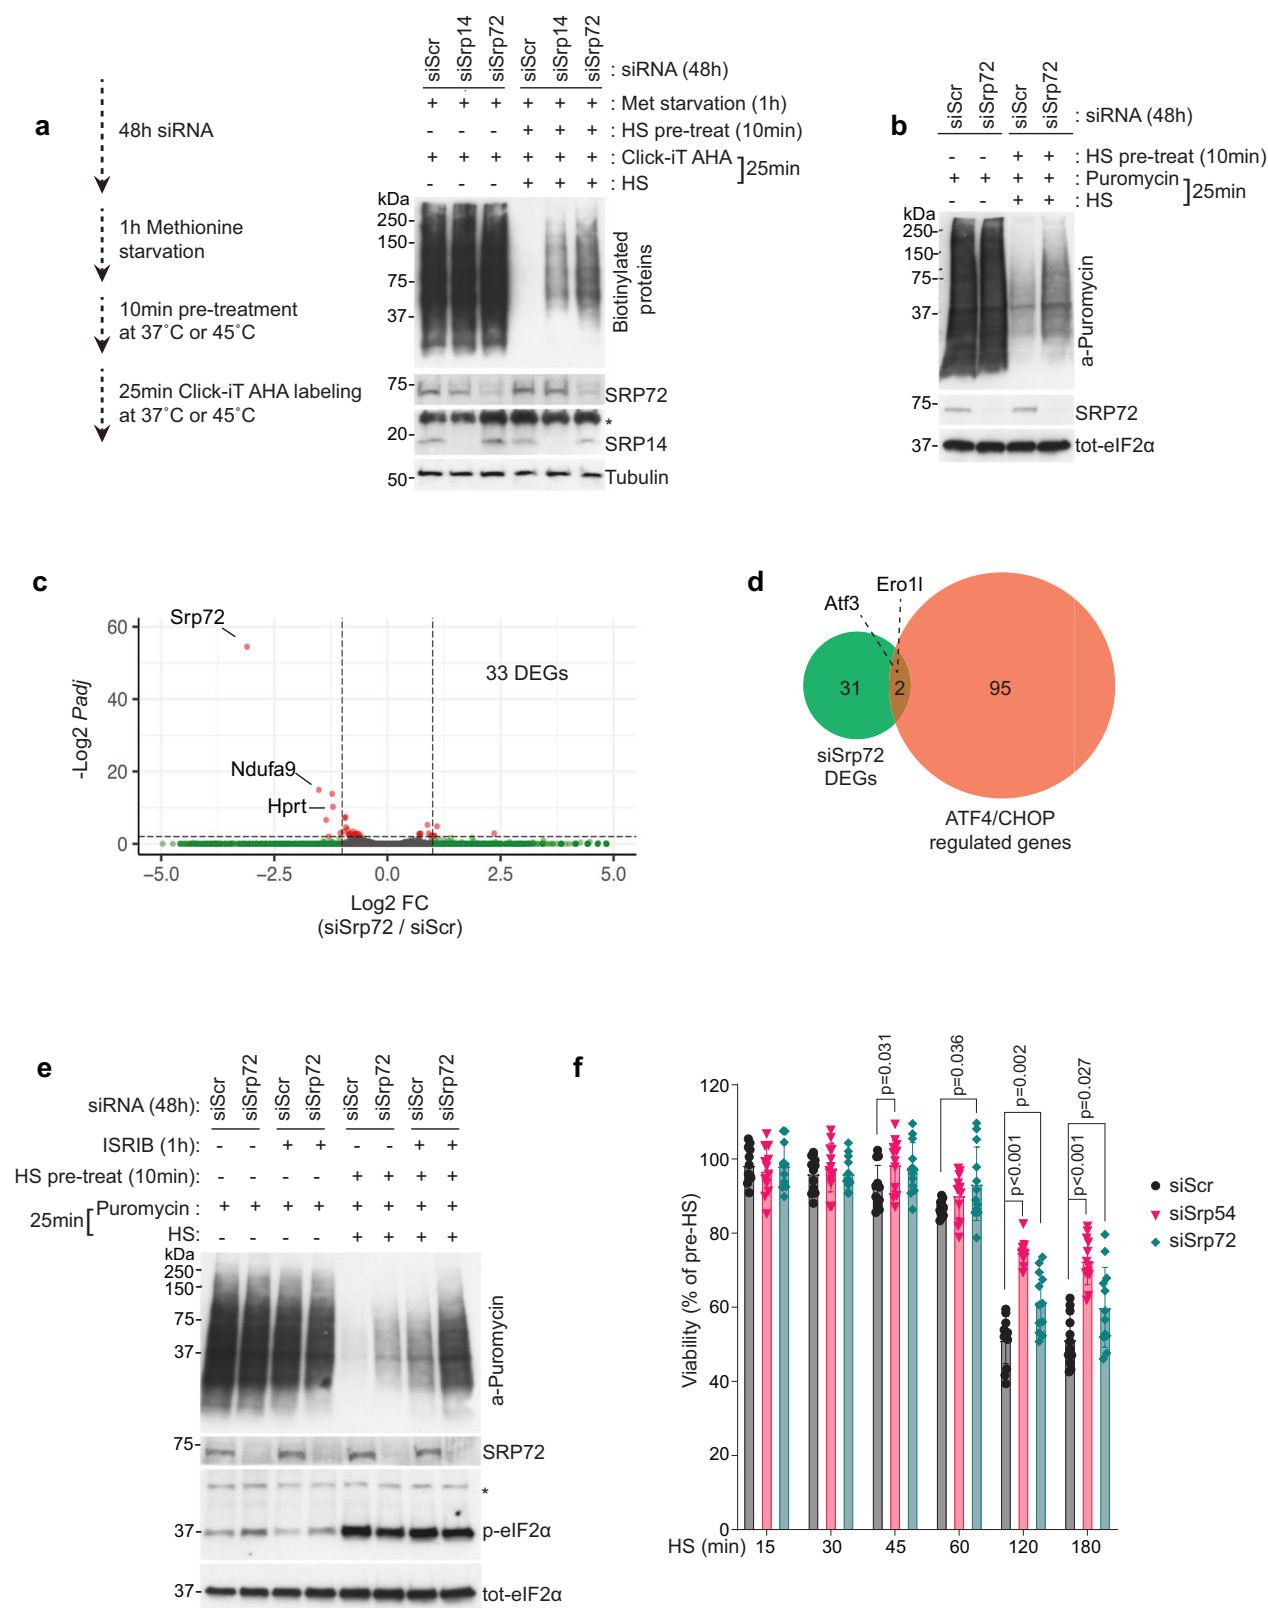 a
48h siRNA
1h Methionine
starvation
10min pre-treatment
at 37˚C or 45˚C
25min Click-iT AHA labeling
at 37˚C or 45˚C
siScr
siSrp14
siSrp72
siScr
siSrp14
siSrp72
: siRNA (48h)
+ + + + + + : Met starvation (1h)
- - - + + + : HS pre-treat (10min)
+ + + + + + : Click-iT AHA
- - - + + + : HS
]25min
kDa
250-
150-
75-
37-
Biotinylated
proteins
75-
SRP72
*
20-
SRP14
50-
Tubulin
b
siScr
siSrp72
siScr
siSrp72
: siRNA (48h)
- - + + : HS pre-treat (10min)
+ + + + : Puromycin
- - + + : HS
]25min
kDa
250-
150-
75-
37-
a-Puromycin
75-
SRP72
37-
tot-eIF2α
c
-Log2 Padj
60
40
20
0
Srp72
33 DEGs
Ndufa9
Hprt
−5.0 −2.5 0.0 2.5 5.0
Log2 FC
(siSrp72 / siScr)
d
Ero1l
Atf3
31 2 95
siSrp72
DEGs
ATF4/CHOP
regulated genes
e
siScr
siSrp72
siScr
siSrp72
siScr
siSrp72
siScr
siSrp72
siRNA (48h):
ISRIB (1h) : - - + + - - + +
HS pre-treat (10min) : - - - - + + + +
Puromycin : + + + + + + + +
HS: - - - - + + + +
25min[
kDa
250-
150-
75-
37-
a-Puromycin
75-
SRP72
*
37-
p-eIF2α
37-
tot-eIF2α
f
Viability (% of pre-HS)
120
100
80
60
40
20
0
p=0.031
p=0.036
p<0.001
p=0.002
p<0.001
p=0.027
siScr
siSrp54
siSrp72
HS (min) 15 30 45 60 120 180